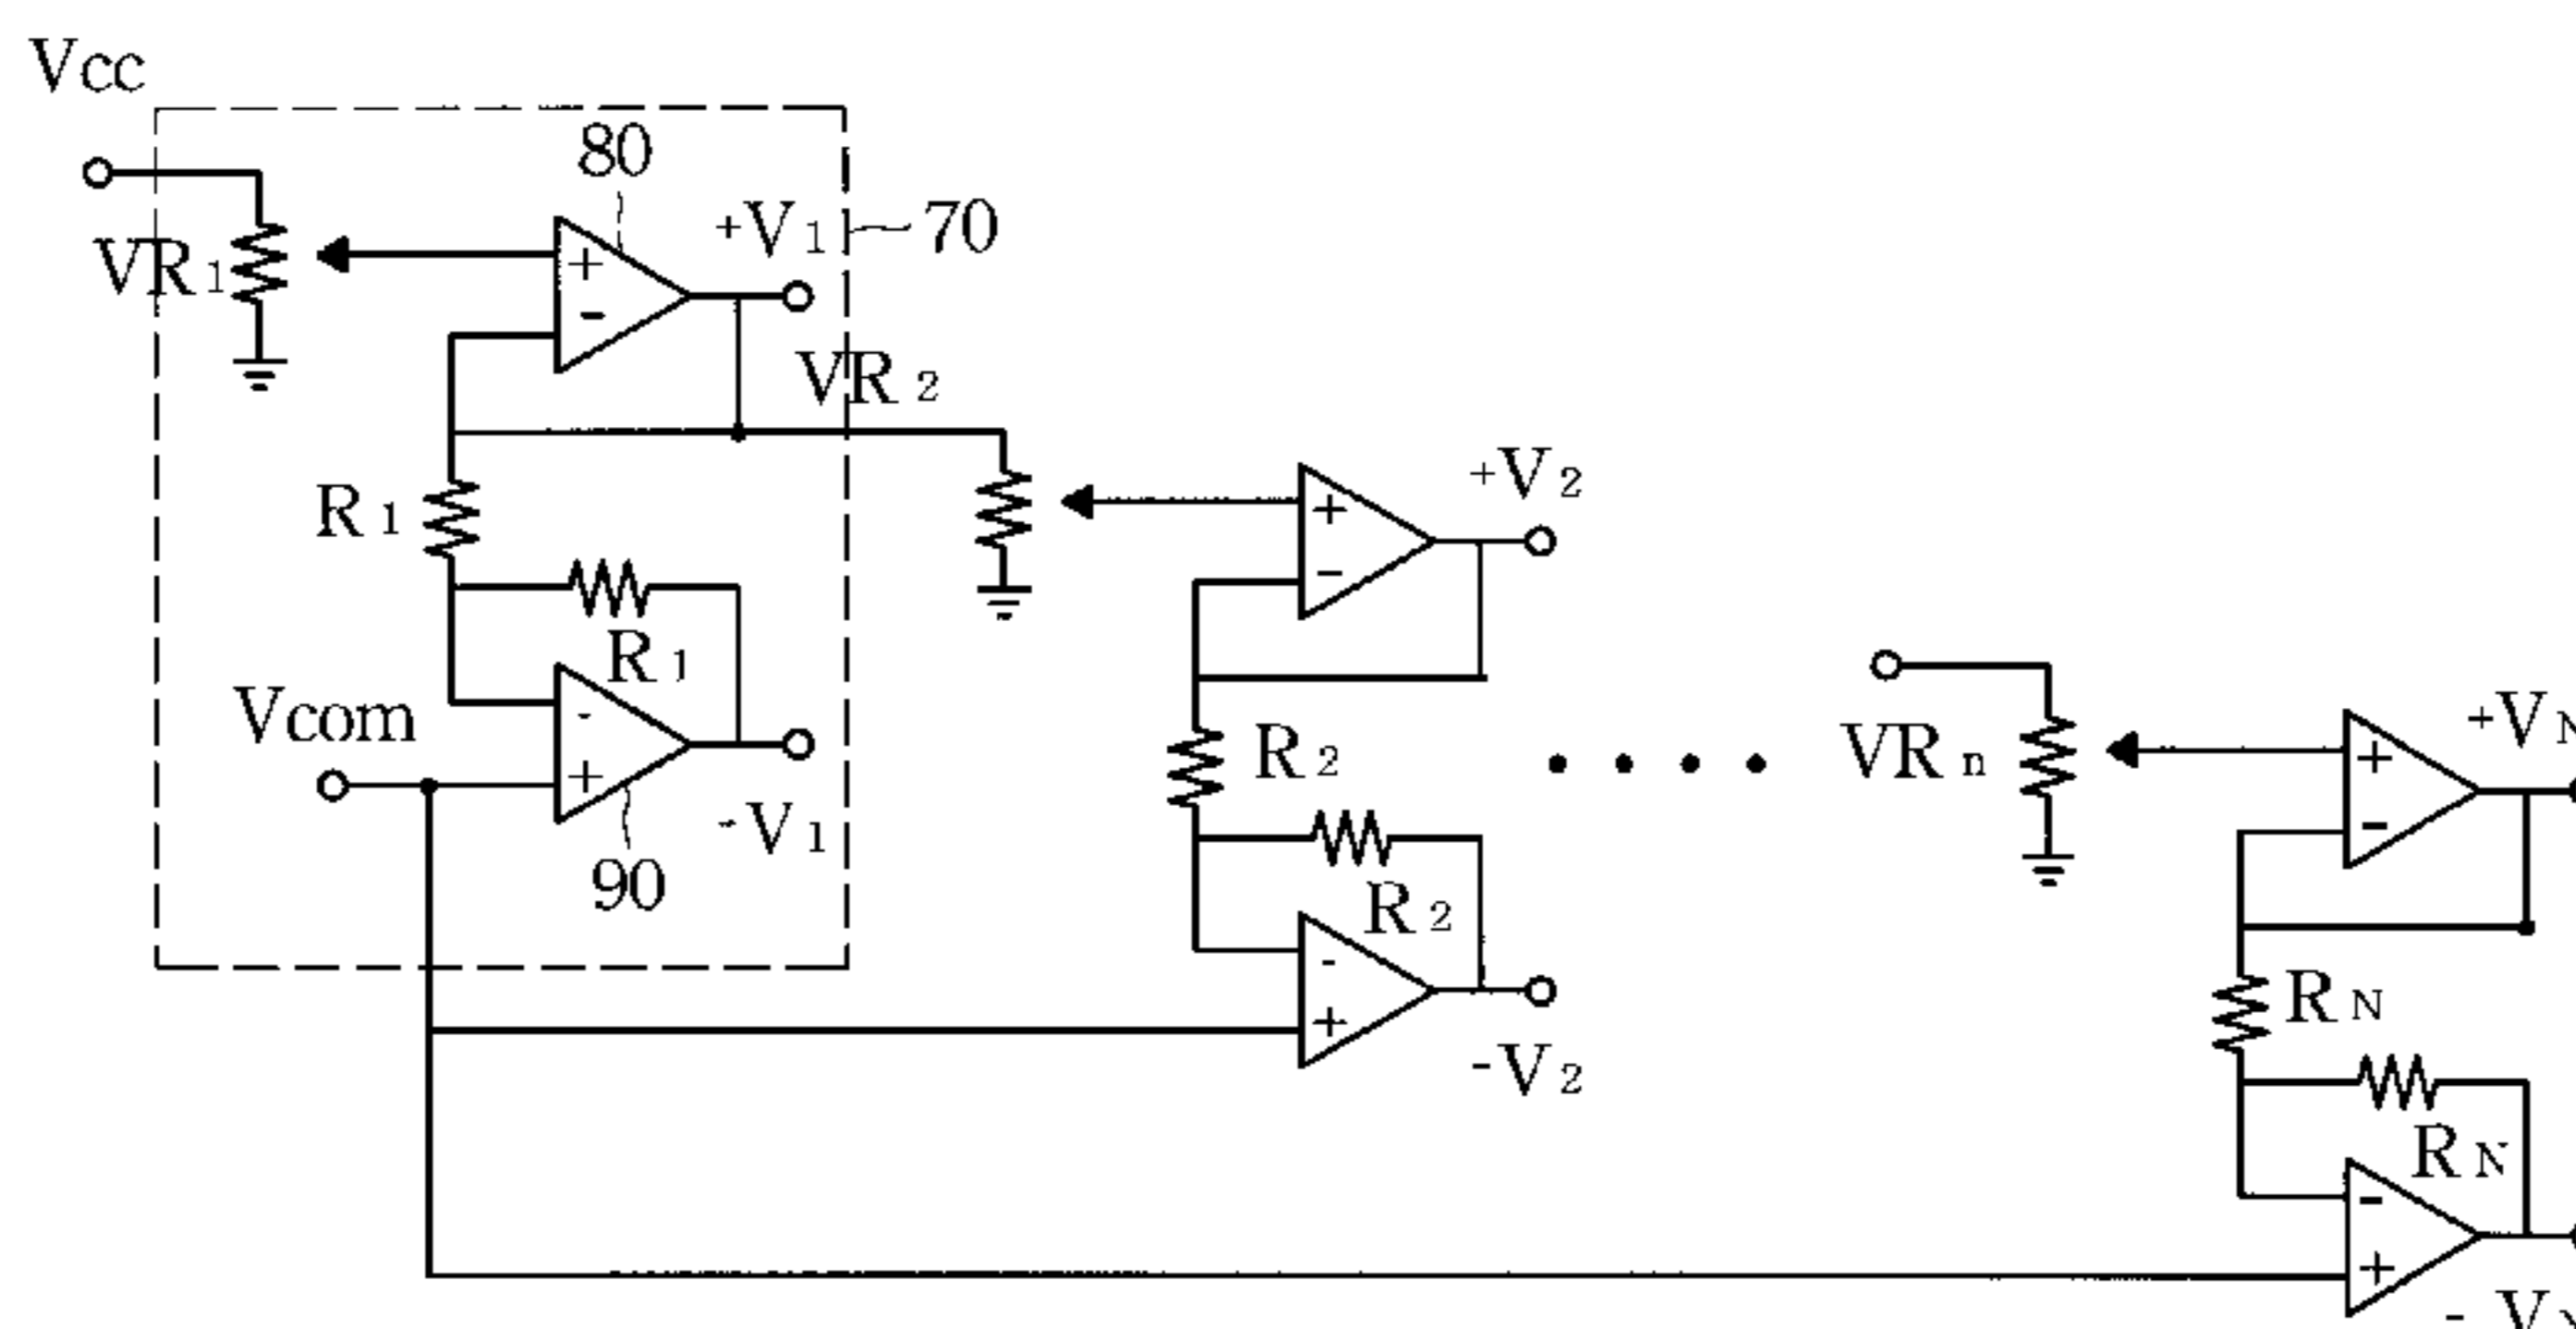 Vcc
80
+V1
70
VR1
+
-
VR2
+V2
R1
+
-
R1
+VN
Vcom
-
R2
VRn
+
-
+
-V1
90
R2
-
RN
+
-V2
RN
-
+
-V